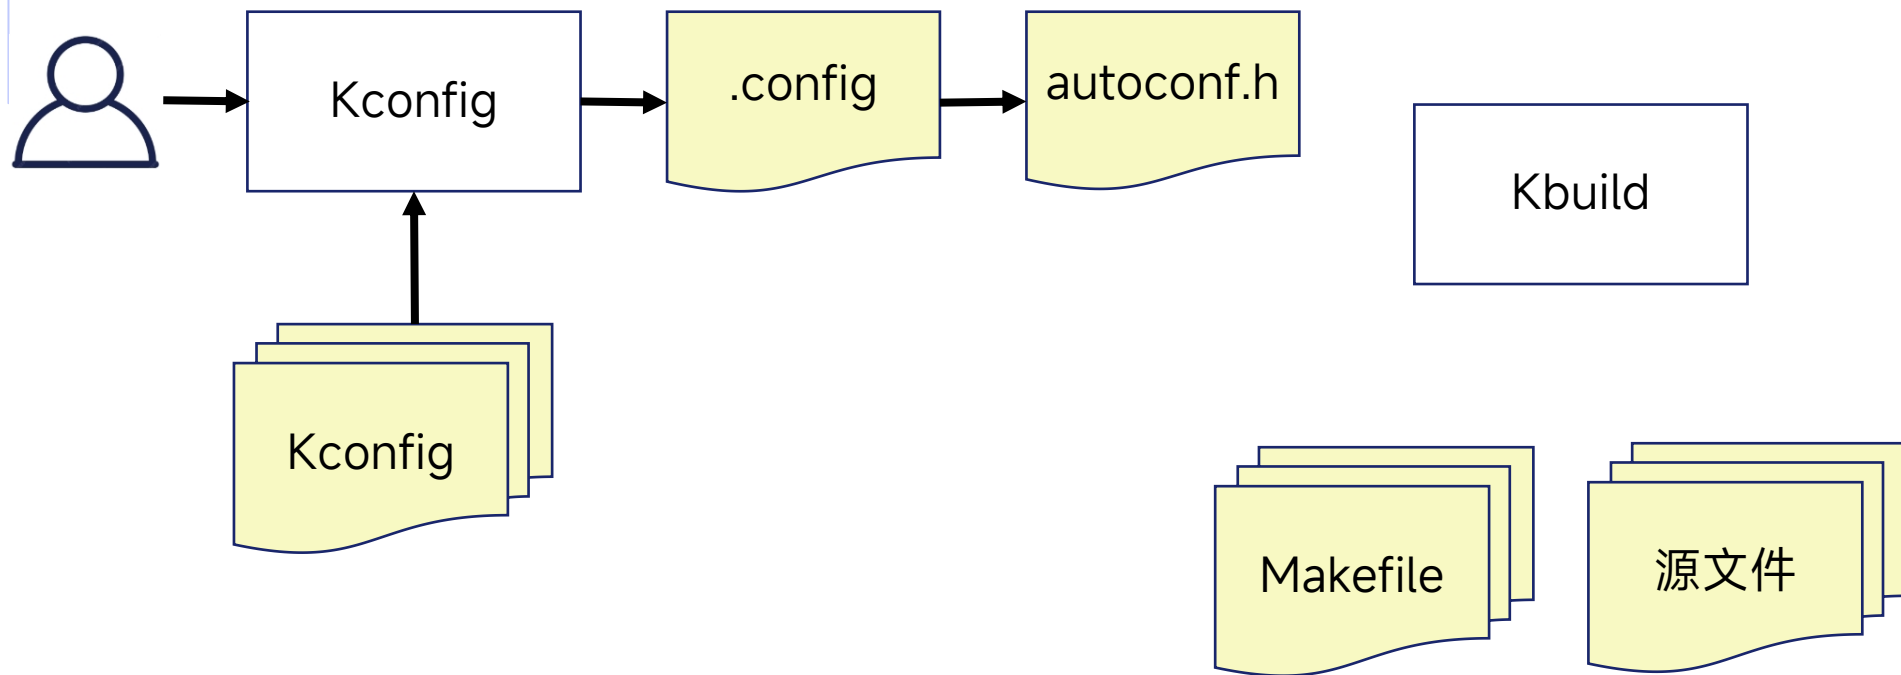 Kconfig
.config
autoconf.h
Kbuild
Kconfig
Makefile
源文件